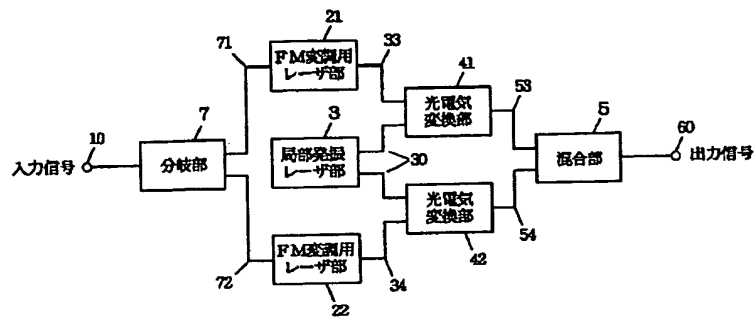 21
71
FM変調用
レーザ部
33
41
光電気
変換部
53
10
入力信号
7
分岐部
3
局部発振
レーザ部
30
5
混合部
60
出力信号
光電気
変換部
42
54
72
FM変調用
レーザ部
22
34